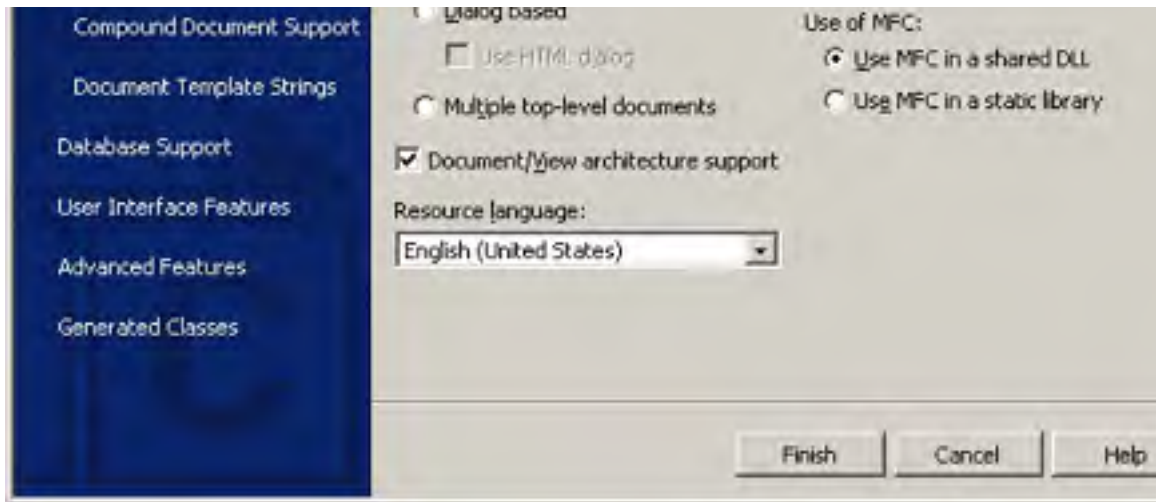 Compound Document Support
Document Template Strings
Database Support
User Interface Features
Advanced Features
Generated Classes
Dialog based
Use HTML dialog
Multiple top-level documents
Document/View architecture support
Resource language:
English (United States)
Use of MFC:
Use MFC in a shared DLL
Use MFC in a static library
Finish
Cancel
Help